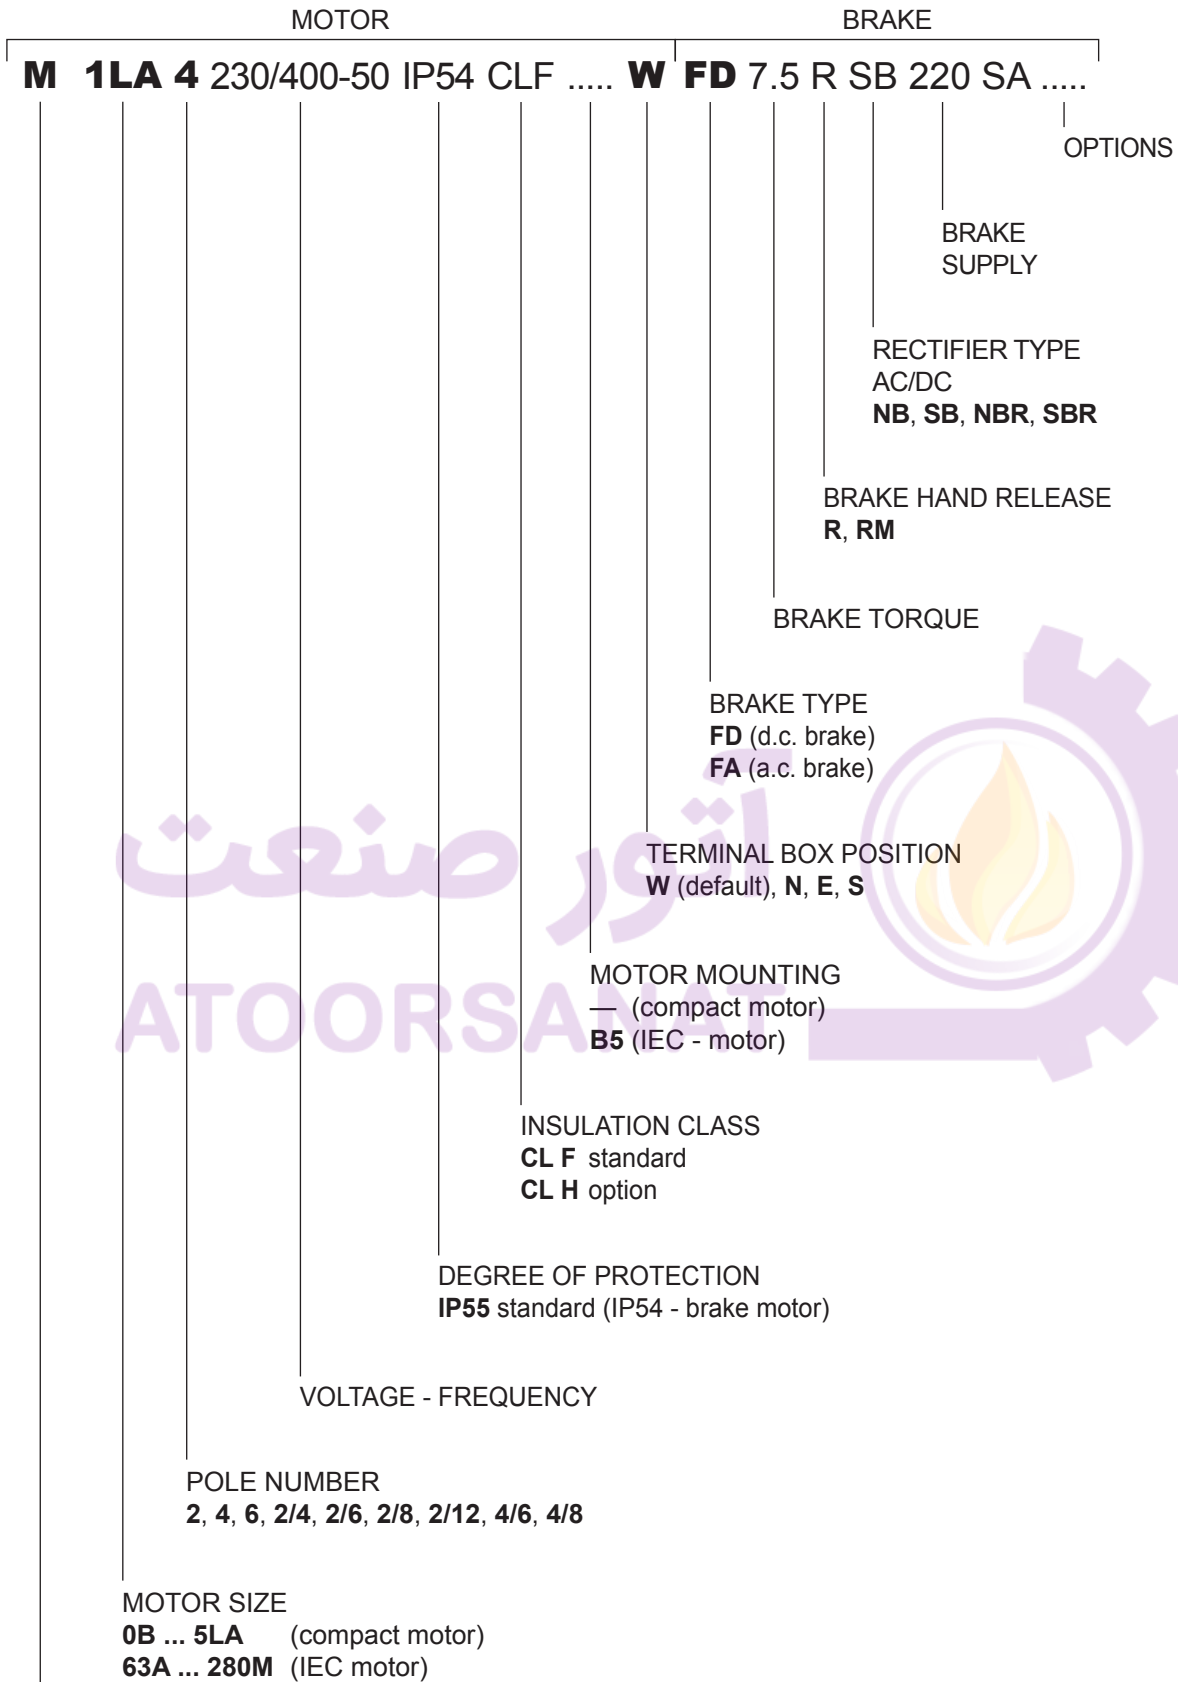 MOTOR BRAKE
M 1LA 4 230/400-50 IP54 CLF ..... W FD 7.5 R SB 220 SA .....
OPTIONS
BRAKE
SUPPLY
RECTIFIER TYPE
AC/DC
NB, SB, NBR, SBR
BRAKE HAND RELEASE
R, RM
BRAKE TORQUE
BRAKE TYPE
FD (d.c. brake)
FA (a.c. brake)
آتور صنعت
TERMINAL BOX POSITION
W (default), N, E, S
ATOORSANAT
MOTOR MOUNTING
— (compact motor)
B5 (IEC - motor)
INSULATION CLASS
CL F standard
CL H option
DEGREE OF PROTECTION
IP55 standard (IP54 - brake motor)
VOLTAGE - FREQUENCY
POLE NUMBER
2, 4, 6, 2/4, 2/6, 2/8, 2/12, 4/6, 4/8
MOTOR SIZE
0B ... 5LA (compact motor)
63A ... 280M (IEC motor)